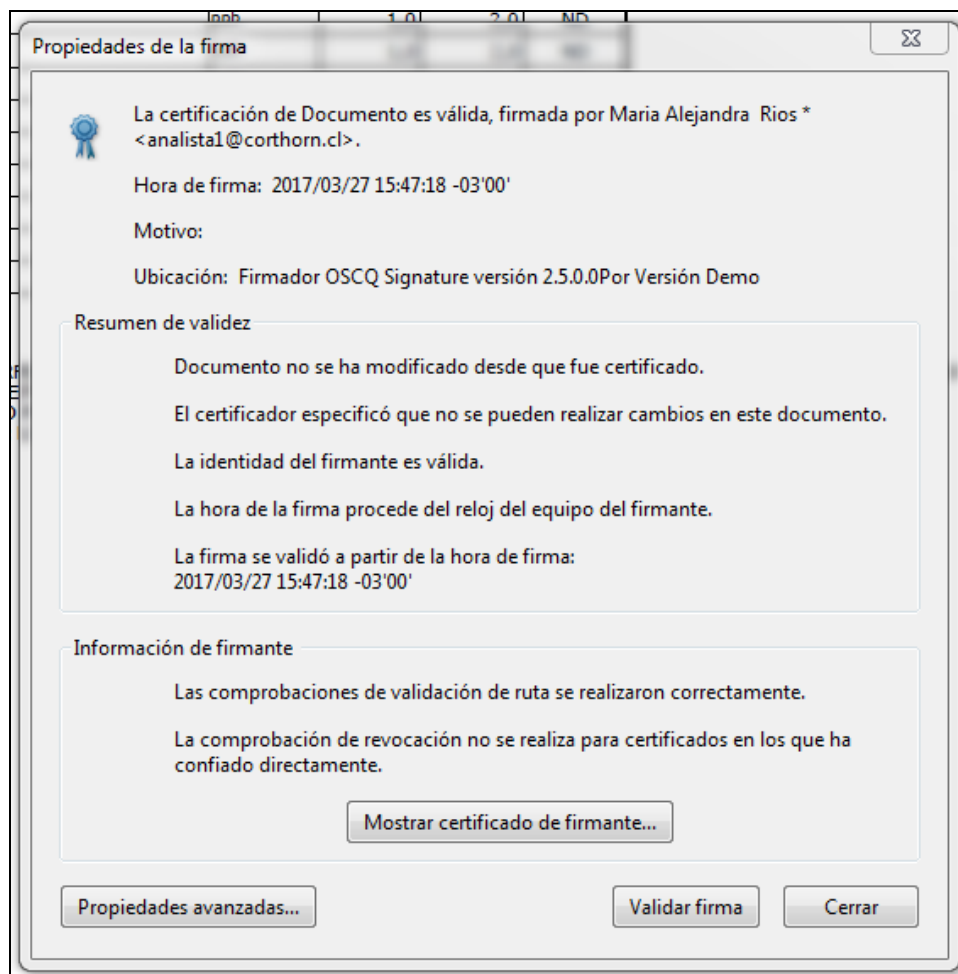 ppb 1,0 2,0 ND
Propiedades de la firma
La certificación de Documento es válida, firmada por Maria Alejandra  Rios *
<analista1@corthorn.cl>.
Hora de firma:  2017/03/27 15:47:18 -03'00'
Motivo:
Ubicación:  Firmador OSCQ Signature versión 2.5.0.0Por Versión Demo
Resumen de validez
Documento no se ha modificado desde que fue certificado.
El certificador especificó que no se pueden realizar cambios en este documento.
La identidad del firmante es válida.
La hora de la firma procede del reloj del equipo del firmante.
La firma se validó a partir de la hora de firma:
2017/03/27 15:47:18 -03'00'
Información de firmante
Las comprobaciones de validación de ruta se realizaron correctamente.
La comprobación de revocación no se realiza para certificados en los que ha
confiado directamente.
Mostrar certificado de firmante...
Propiedades avanzadas... Validar firma Cerrar